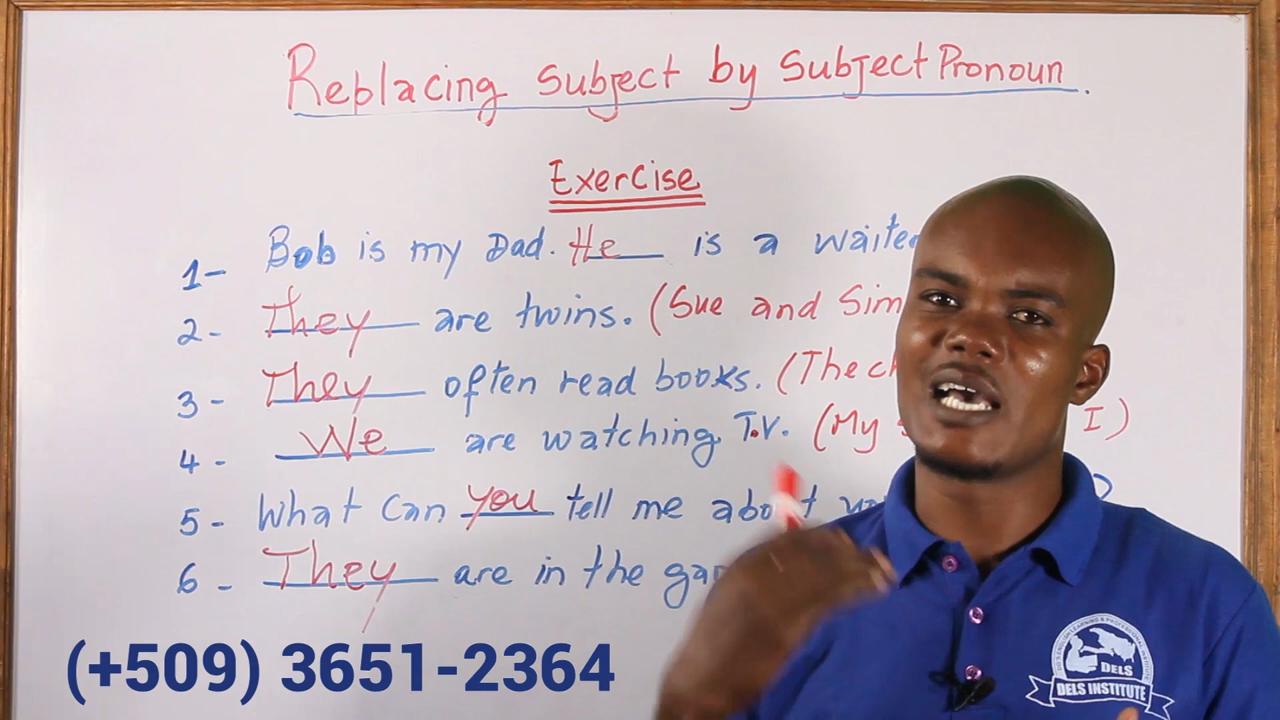 Replacing Subject by Subject Pronoun.
Exercise
1- Bob is my Dad. He is a waite
2- They are twins. (Sue and Sim
3- They often read books. (The ch
4- We are watching T.V. (My I)
5- What can you tell me about
6- They are in the gar
(+509) 3651-2364
DELS
DELS INSTITUTE